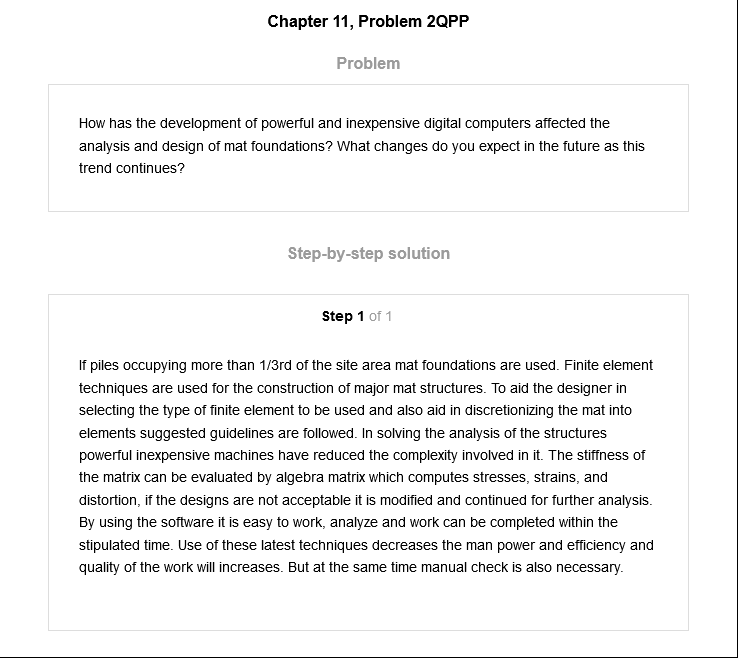 Chapter 11, Problem 2QPP
Problem
How has the development of powerful and inexpensive digital computers affected the
analysis and design of mat foundations? What changes do you expect in the future as this
trend continues?
Step-by-step solution
Step 1 of 1
If piles occupying more than 1/3rd of the site area mat foundations are used. Finite element
techniques are used for the construction of major mat structures. To aid the designer in
selecting the type of finite element to be used and also aid in discretionizing the mat into
elements suggested guidelines are followed. In solving the analysis of the structures
powerful inexpensive machines have reduced the complexity involved in it. The stiffness of
the matrix can be evaluated by algebra matrix which computes stresses, strains, and
distortion, if the designs are not acceptable it is modified and continued for further analysis.
By using the software it is easy to work, analyze and work can be completed within the
stipulated time. Use of these latest techniques decreases the man power and efficiency and
quality of the work will increases. But at the same time manual check is also necessary.